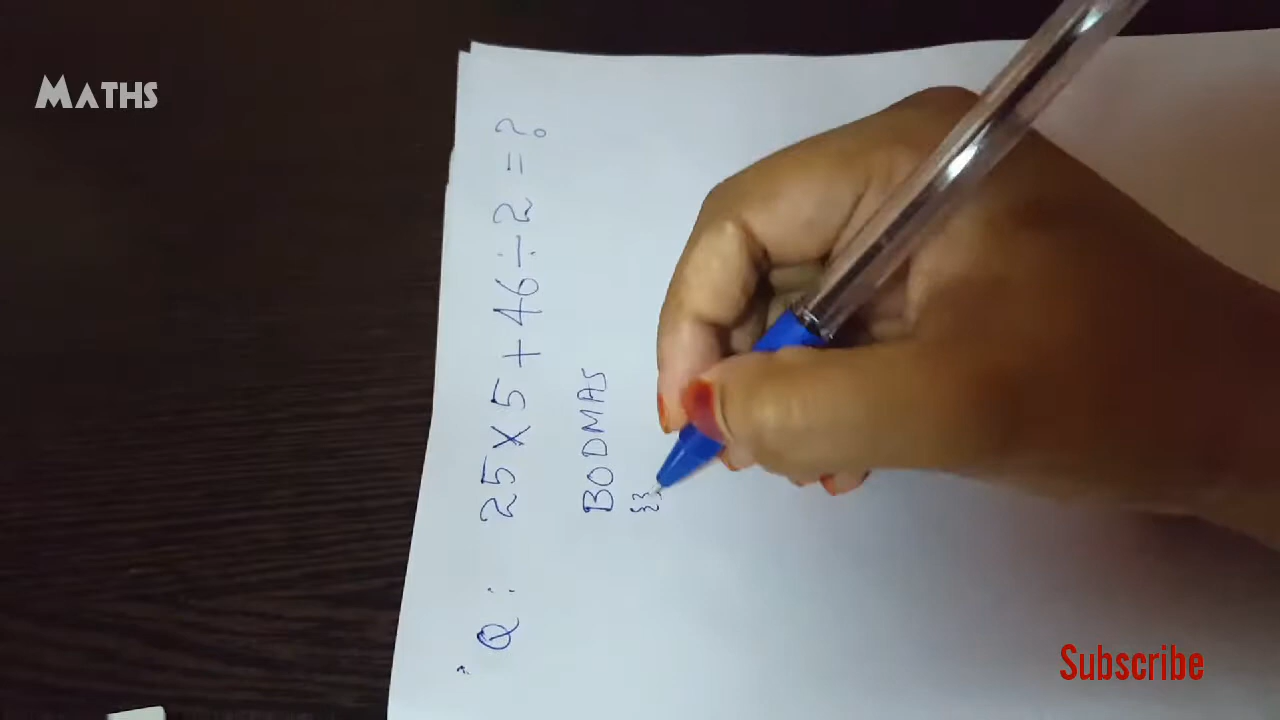 Maths
Q : 25 × 5 + 46 ÷ 2 = ?
BODMAS
Subscribe